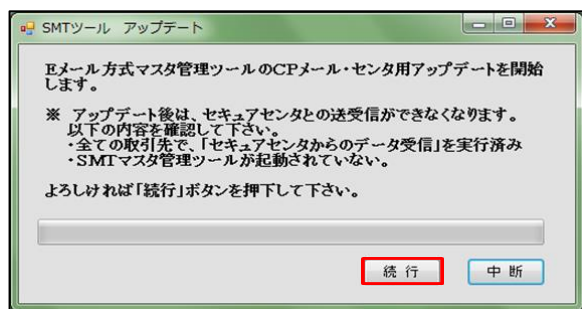 SMTツール　アップデート
Eメール方式マスタ管理ツールのCPメール・センタ用アップデートを開始
します。
※ アップデート後は、セキュアセンタとの送受信ができなくなります。
以下の内容を確認して下さい。
・全ての取引先で、「セキュアセンタからのデータ受信」を実行済み
・SMTマスタ管理ツールが起動されていない。
よろしければ「続行」ボタンを押下して下さい。
続 行
中 断